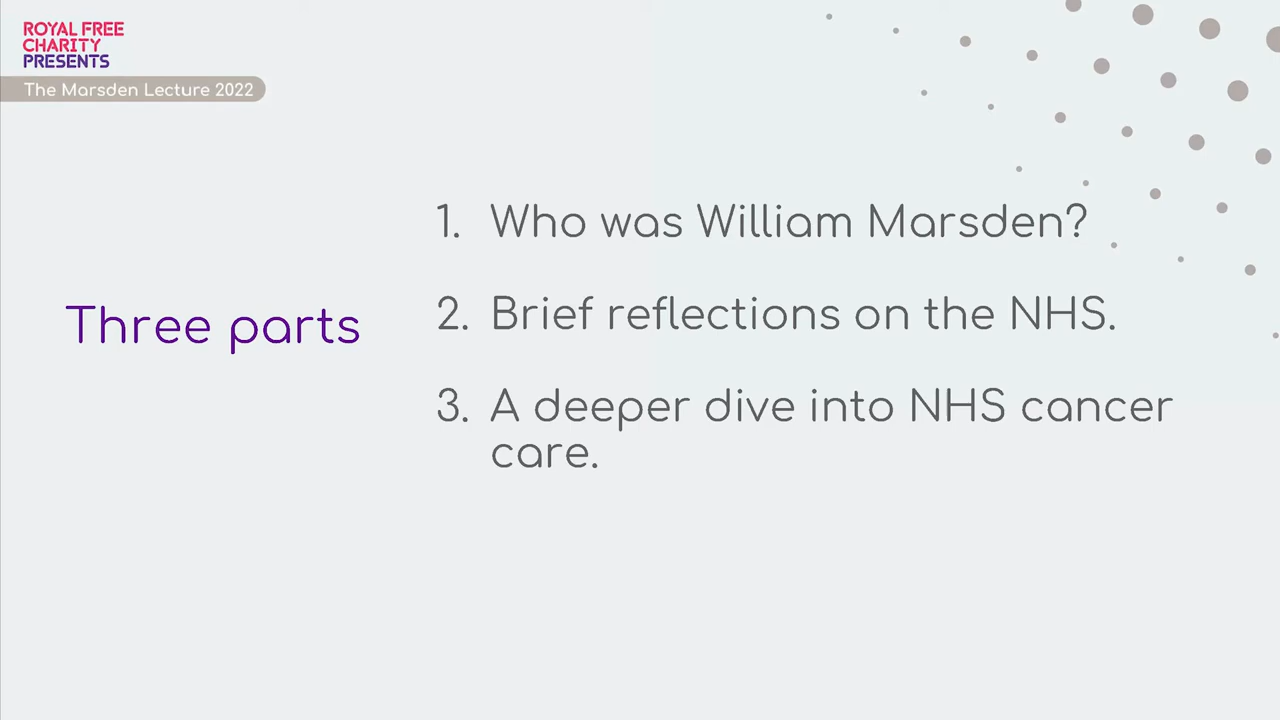 ROYAL FREE
CHARITY
PRESENTS
The Marsden Lecture 2022
Three parts
1. Who was William Marsden?
2. Brief reflections on the NHS.
3. A deeper dive into NHS cancer
care.